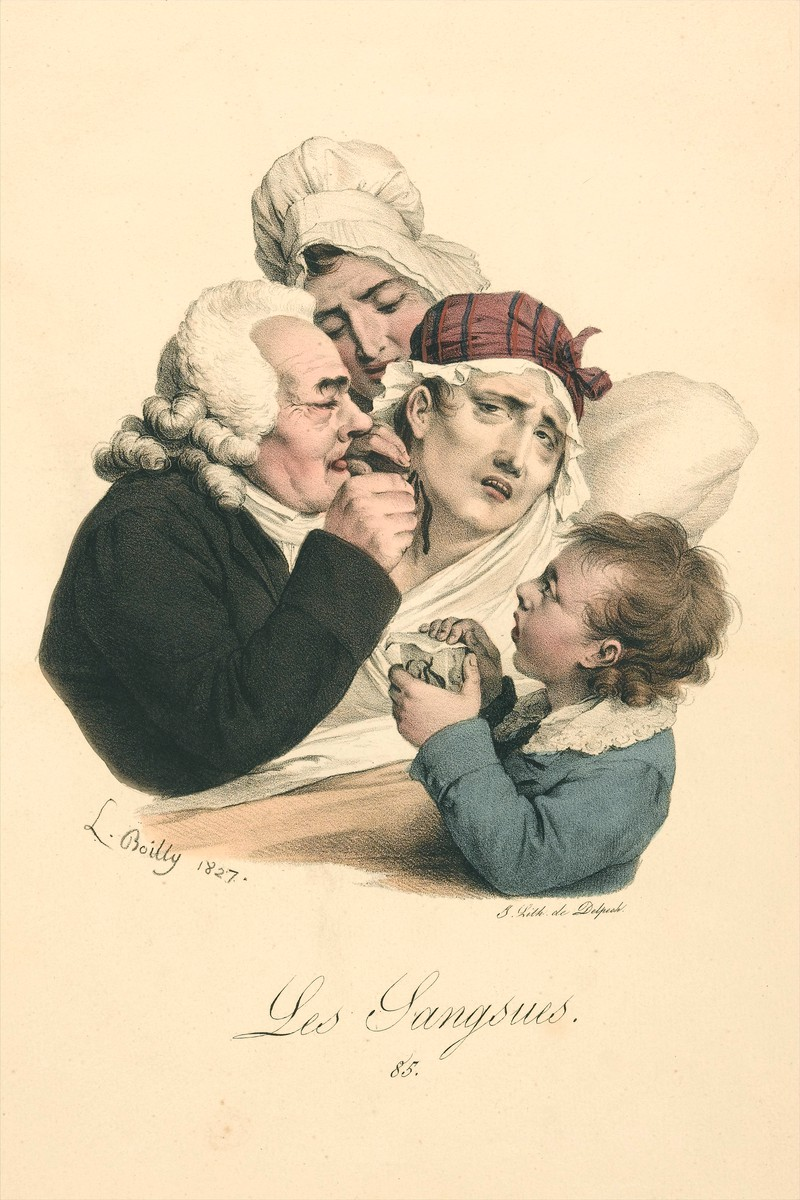 L. Boilly 1827.
I. Lith. de Delpech.
Les Sangsues.
85.